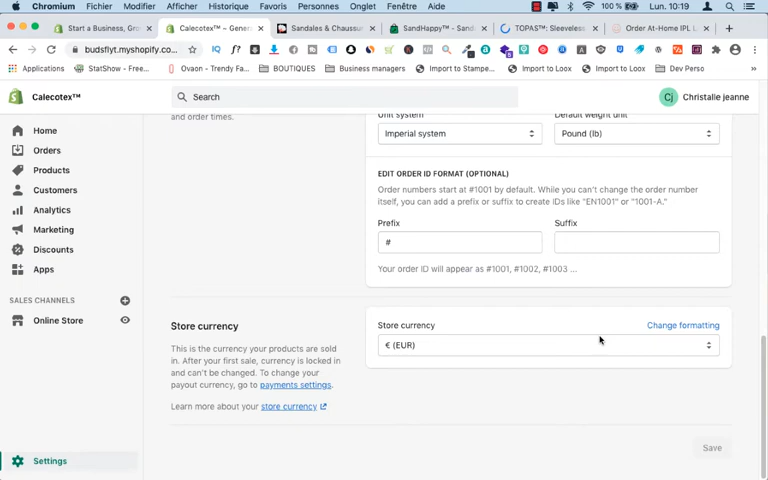 Chromium Fichier Modifier Afficher Historique Favoris Personnes Onglet Fenêtre Aide 100 % Lun. 10:19
Start a Business, Gro
Calecotex™ ~ Genera
Sandales & Chaussur
SandHappy™ - Sand
TOPAS™: Sleeveless
Order At-Home IPL L
budsfiyt.myshopify.co...
Applications StatShow - Free... Ovaon - Trendy Fa... BOUTIQUES Business managers Import to Stampe... Import to Loox Import to Loox Dev Perso
Calecotex™
Search
Cj Christalle jeanne
Home
Orders
Products
Customers
Analytics
Marketing
Discounts
Apps
SALES CHANNELS
Online Store
Settings
and order times.
Unit system
Default weight unit
Imperial system
Pound (lb)
EDIT ORDER ID FORMAT (OPTIONAL)
Order numbers start at #1001 by default. While you can't change the order number
itself, you can add a prefix or suffix to create IDs like "EN1001" or "1001-A."
Prefix
Suffix
#
Your order ID will appear as #1001, #1002, #1003 ...
Store currency
This is the currency your products are sold
in. After your first sale, currency is locked in
and can't be changed. To change your
payout currency, go to payments settings.
Learn more about your store currency
Store currency
Change formatting
€ (EUR)
Save